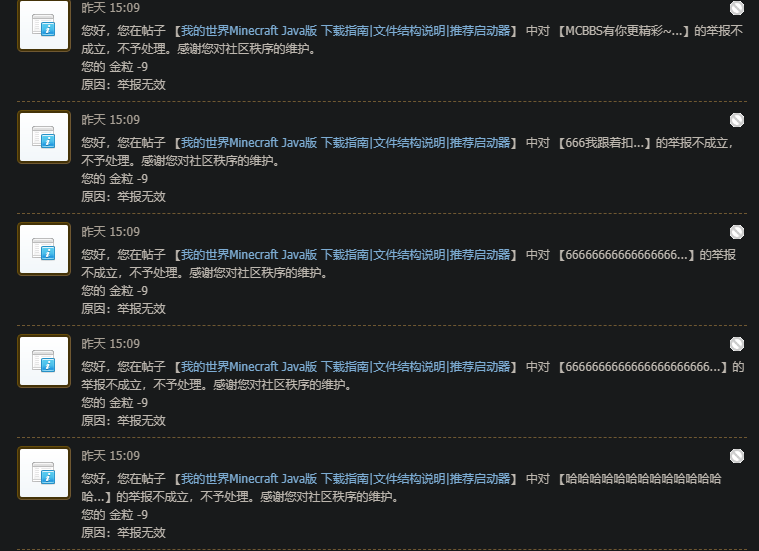 昨天 15:09
您好，您在帖子 【我的世界Minecraft Java版 下载指南|文件结构说明|推荐启动器】 中对 【MCBBS有你更精彩~...】的举报不
成立，不予处理。感谢您对社区秩序的维护。
您的 金粒 -9
原因：举报无效
昨天 15:09
您好，您在帖子 【我的世界Minecraft Java版 下载指南|文件结构说明|推荐启动器】 中对 【666我跟着扣...】的举报不成立，
不予处理。感谢您对社区秩序的维护。
您的 金粒 -9
原因：举报无效
昨天 15:09
您好，您在帖子 【我的世界Minecraft Java版 下载指南|文件结构说明|推荐启动器】 中对 【66666666666666666...】的举报
不成立，不予处理。感谢您对社区秩序的维护。
您的 金粒 -9
原因：举报无效
昨天 15:09
您好，您在帖子 【我的世界Minecraft Java版 下载指南|文件结构说明|推荐启动器】 中对 【6666666666666666666666...】的
举报不成立，不予处理。感谢您对社区秩序的维护。
您的 金粒 -9
原因：举报无效
昨天 15:09
您好，您在帖子 【我的世界Minecraft Java版 下载指南|文件结构说明|推荐启动器】 中对 【哈哈哈哈哈哈哈哈哈哈哈哈哈
哈...】的举报不成立，不予处理。感谢您对社区秩序的维护。
您的 金粒 -9
原因：举报无效